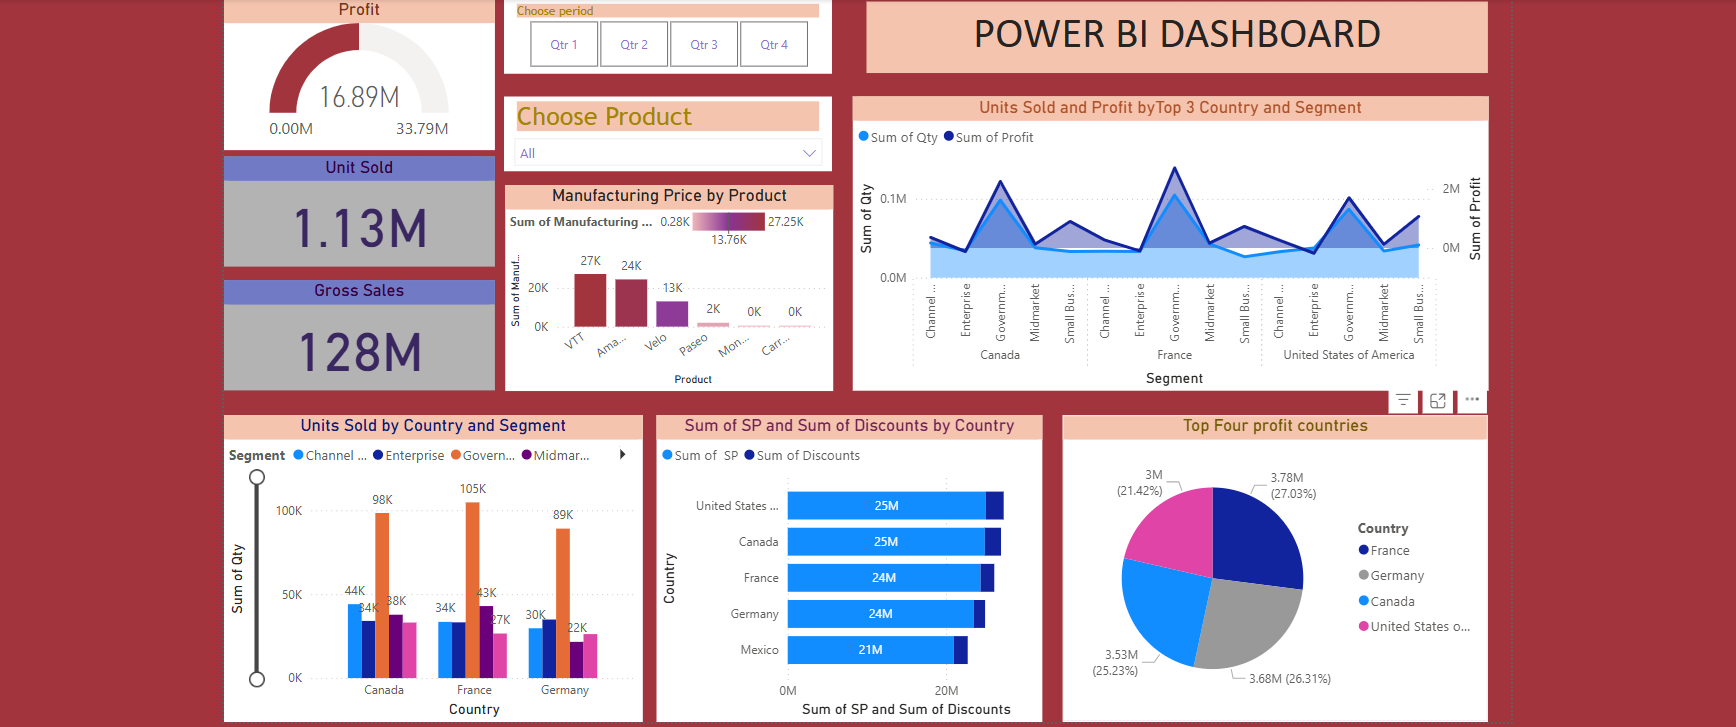 Profit
16.89M
0.00M 33.79M
Choose period
Qtr 1 Qtr 2 Qtr 3 Qtr 4
POWER BI DASHBOARD
Unit Sold
1.13M
Gross Sales
128M
Choose Product
All
Manufacturing Price by Product
Sum of Manufacturing ... 0.28K 27.25K
13.76K
Sum of Manuf...
20K
0K
27K 24K 13K 2K 0K 0K
VTT Ama... Velo Paseo Mon... Carr...
Product
Units Sold and Profit byTop 3 Country and Segment
Sum of Qty Sum of Profit
Sum of Qty
0.1M
0.0M
2M
0M
Sum of Profit
Channel ... Enterprise Governm... Midmarket Small Bus... Channel ... Enterprise Governm... Midmarket Small Bus... Channel ... Enterprise Governm... Midmarket Small Bus...
Canada France United States of America
Segment
Units Sold by Country and Segment
Segment Channel ... Enterprise Govern... Midmar...
Sum of Qty
100K
50K
0K
44K 34K 98K 38K
34K 105K 43K 27K
30K 89K 22K
Canada France Germany
Country
Sum of SP and Sum of Discounts by Country
Sum of SP Sum of Discounts
Country
United States ... 25M
Canada 25M
France 24M
Germany 24M
Mexico 21M
0M 20M
Sum of SP and Sum of Discounts
Top Four profit countries
3M
(21.42%)
3.78M
(27.03%)
3.53M
(25.23%)
3.68M (26.31%)
Country
France
Germany
Canada
United States o...